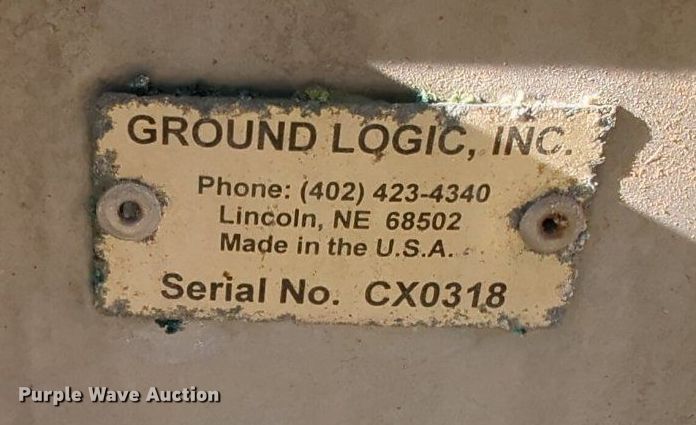 GROUND LOGIC, INC.
Phone: (402) 423-4340
Lincoln, NE 68502
Made in the U.S.A.
Serial No. CX0318
Purple Wave Auction